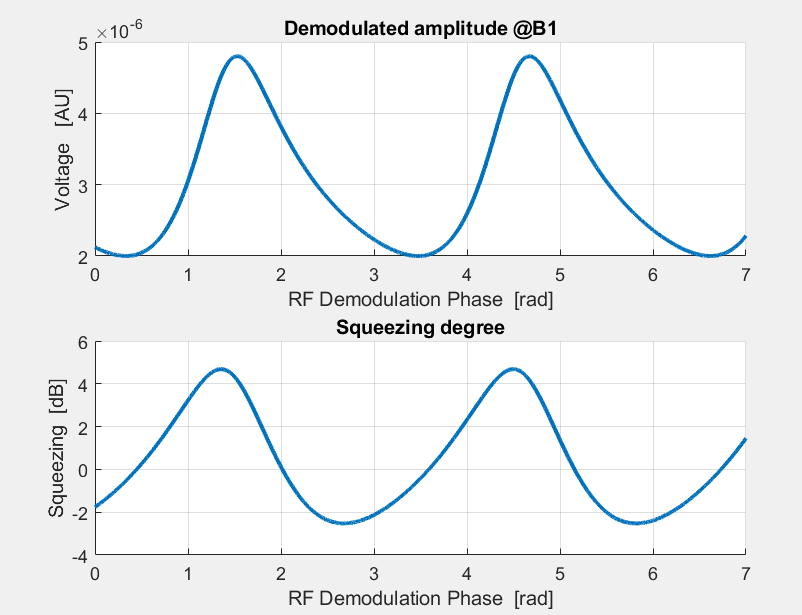 ×10-6
Demodulated amplitude @B1
5
4
3
2
Voltage [AU]
0 1 2 3 4 5 6 7
RF Demodulation Phase [rad]
Squeezing degree
6
4
2
0
-2
-4
Squeezing [dB]
0 1 2 3 4 5 6 7
RF Demodulation Phase [rad]